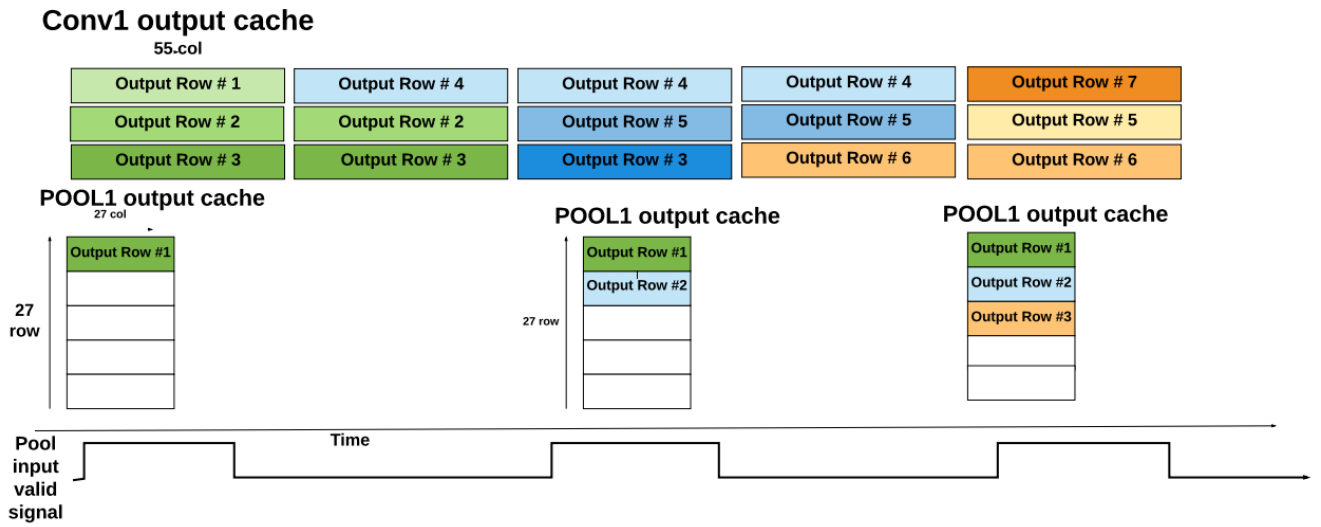 Conv1 output cache
55-col
Output Row # 1
Output Row # 4
Output Row # 4
Output Row # 4
Output Row # 7
Output Row # 2
Output Row # 2
Output Row # 5
Output Row # 5
Output Row # 5
Output Row # 3
Output Row # 3
Output Row # 3
Output Row # 6
Output Row # 6
POOL1 output cache
27 col
POOL1 output cache
POOL1 output cache
Output Row #1
Output Row #1
Output Row #2
Output Row #1
Output Row #2
Output Row #3
27
row
27 row
Time
Pool
input
valid
signal